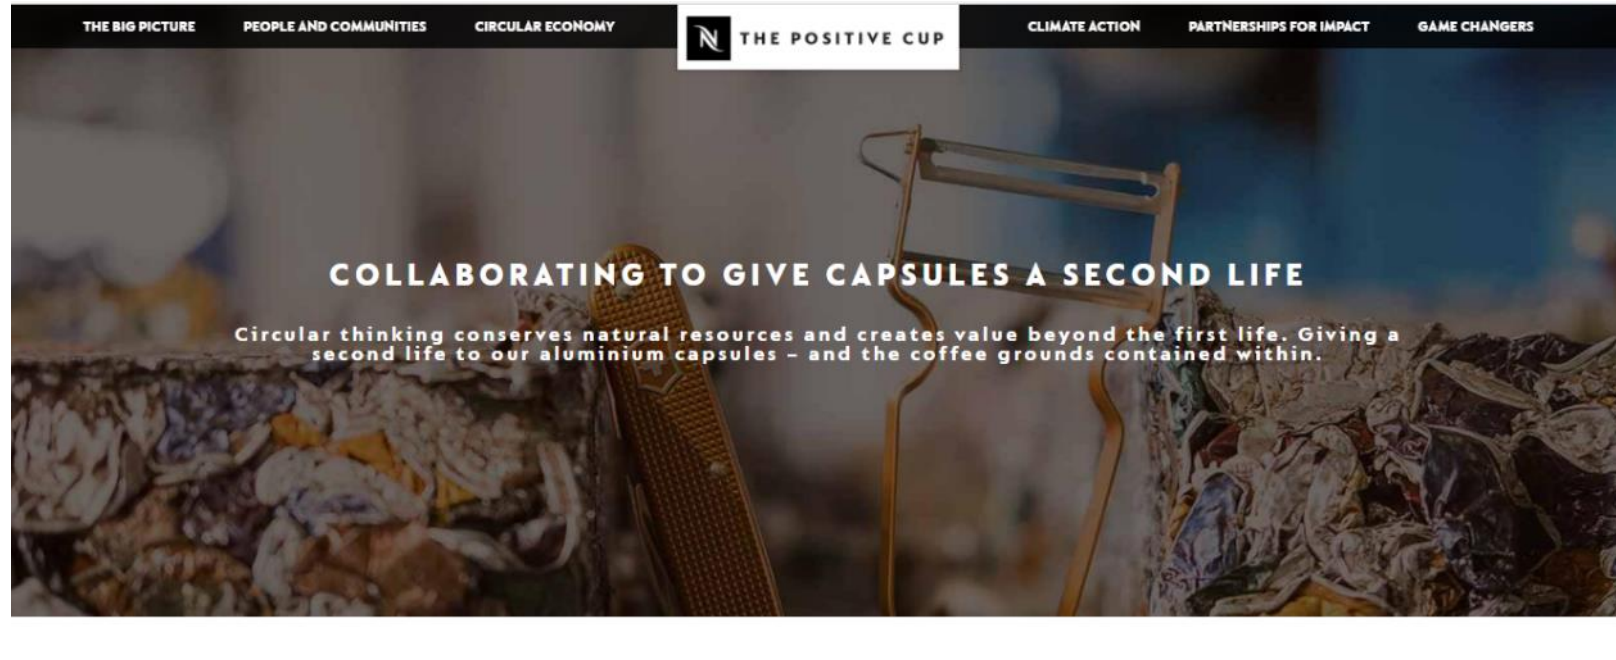 THE BIG PICTURE
PEOPLE AND COMMUNITIES
CIRCULAR ECONOMY
N THE POSITIVE CUP
CLIMATE ACTION
PARTNERSHIPS FOR IMPACT
GAME CHANGERS
COLLABORATING TO GIVE CAPSULES A SECOND LIFE
Circular thinking conserves natural resources and creates value beyond the first life. Giving a
second life to our aluminium capsules – and the coffee grounds contained within.